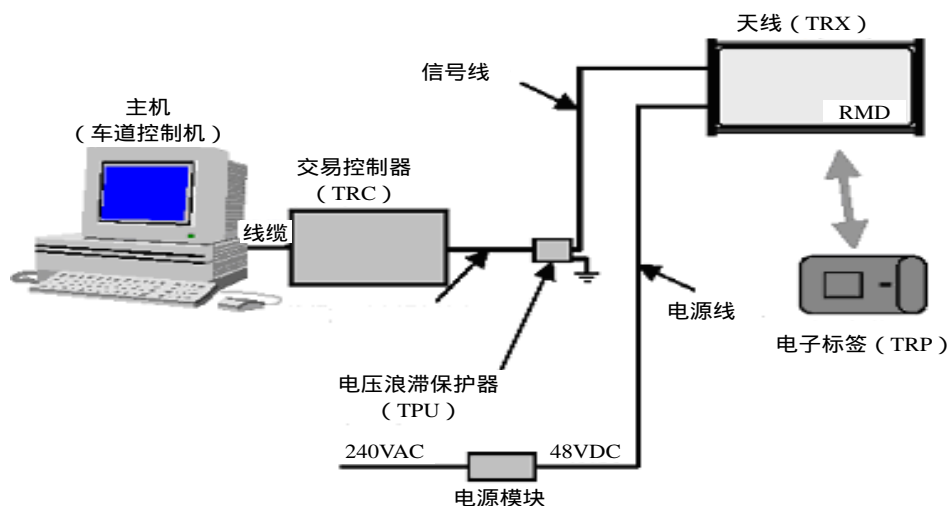 天线（TRX）
信号线
RMD
主机
（车道控制机）
交易控制器
（TRC）
线缆
电源线
电子标签（TRP）
电压浪滞保护器
（TPU）
240VAC
48VDC
电源模块